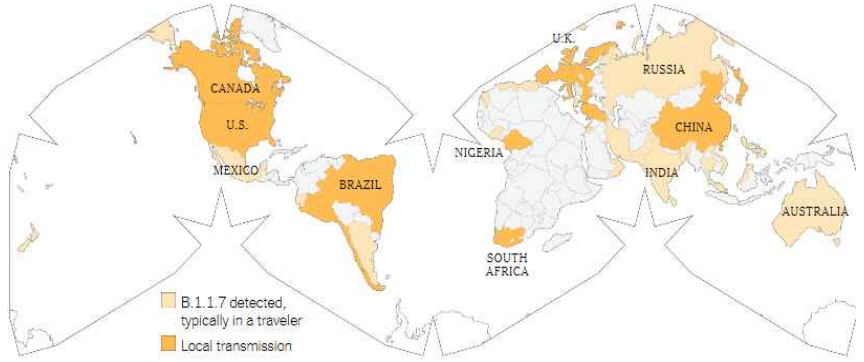 U.K.
RUSSIA
CANADA
U.S.
CHINA
NIGERIA
MEXICO
INDIA
BRAZIL
AUSTRALIA
SOUTH
AFRICA
B.1.1.7 detected,
typically in a traveler
Local transmission